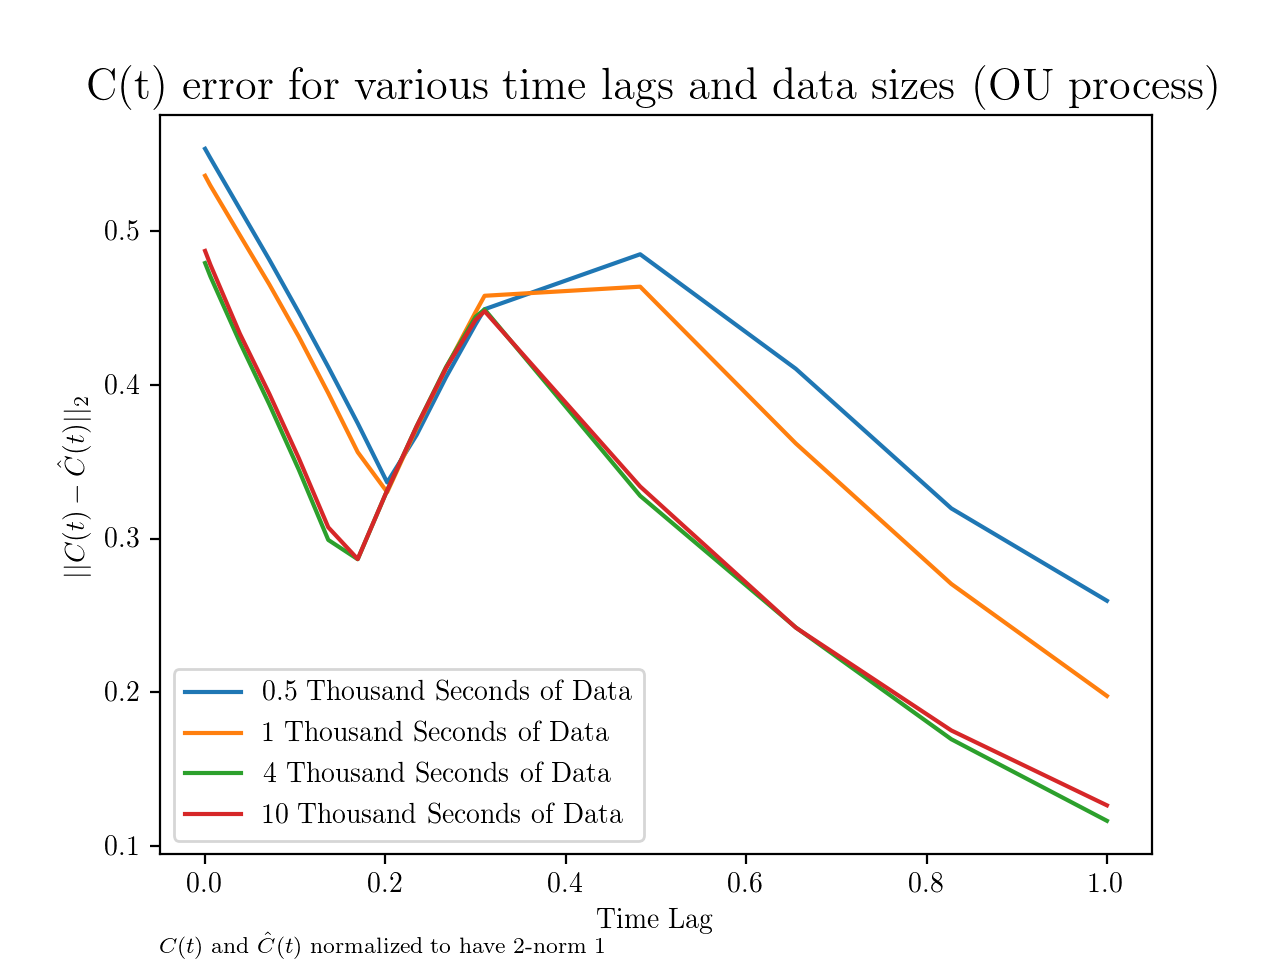 C(t) error for various time lags and data sizes (OU process)
||C(t) − Ĉ(t)||₂
0.5
0.4
0.3
0.2
0.1
0.5 Thousand Seconds of Data
1 Thousand Seconds of Data
4 Thousand Seconds of Data
10 Thousand Seconds of Data
0.0 0.2 0.4 0.6 0.8 1.0
Time Lag
C(t) and Ĉ(t) normalized to have 2-norm 1